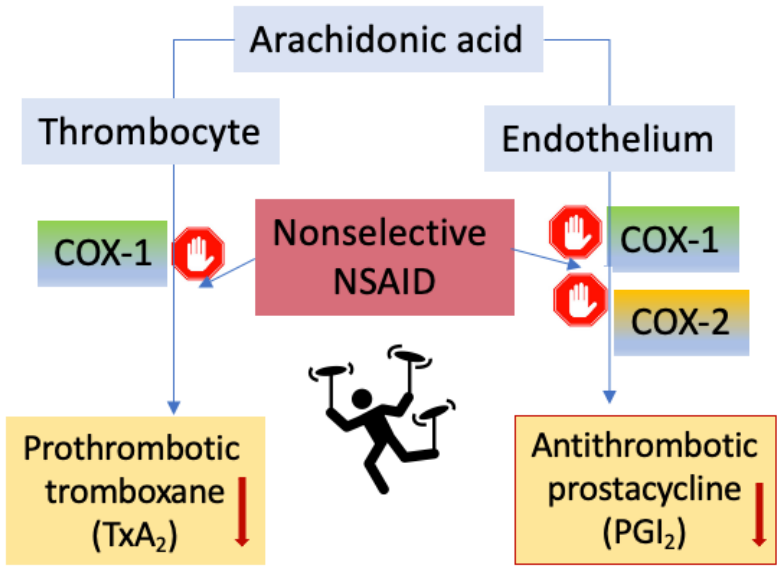 Arachidonic acid
Thrombocyte
Endothelium
COX-1
Nonselective
NSAID
COX-1
COX-2
Prothrombotic
tromboxane
(TxA₂)
Antithrombotic
prostacycline
(PGI₂)